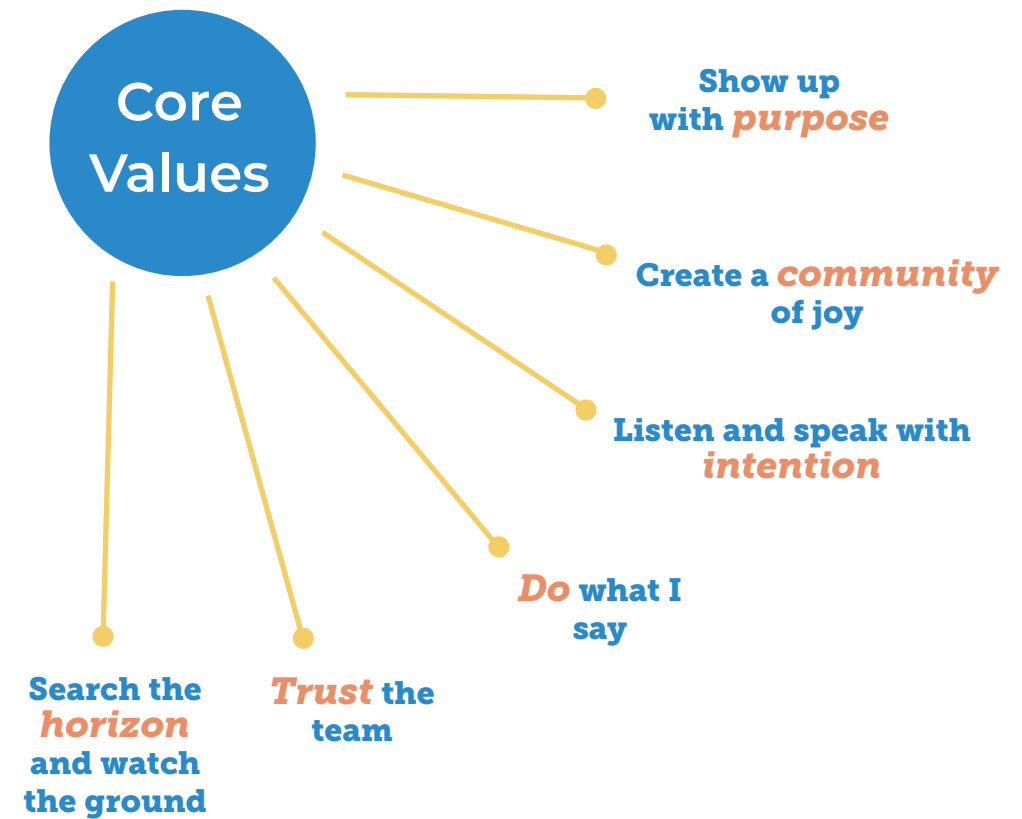 Core
Values
Show up
with purpose
Create a community
of joy
Listen and speak with
intention
Do what I
say
Trust the
team
Search the
horizon
and watch
the ground